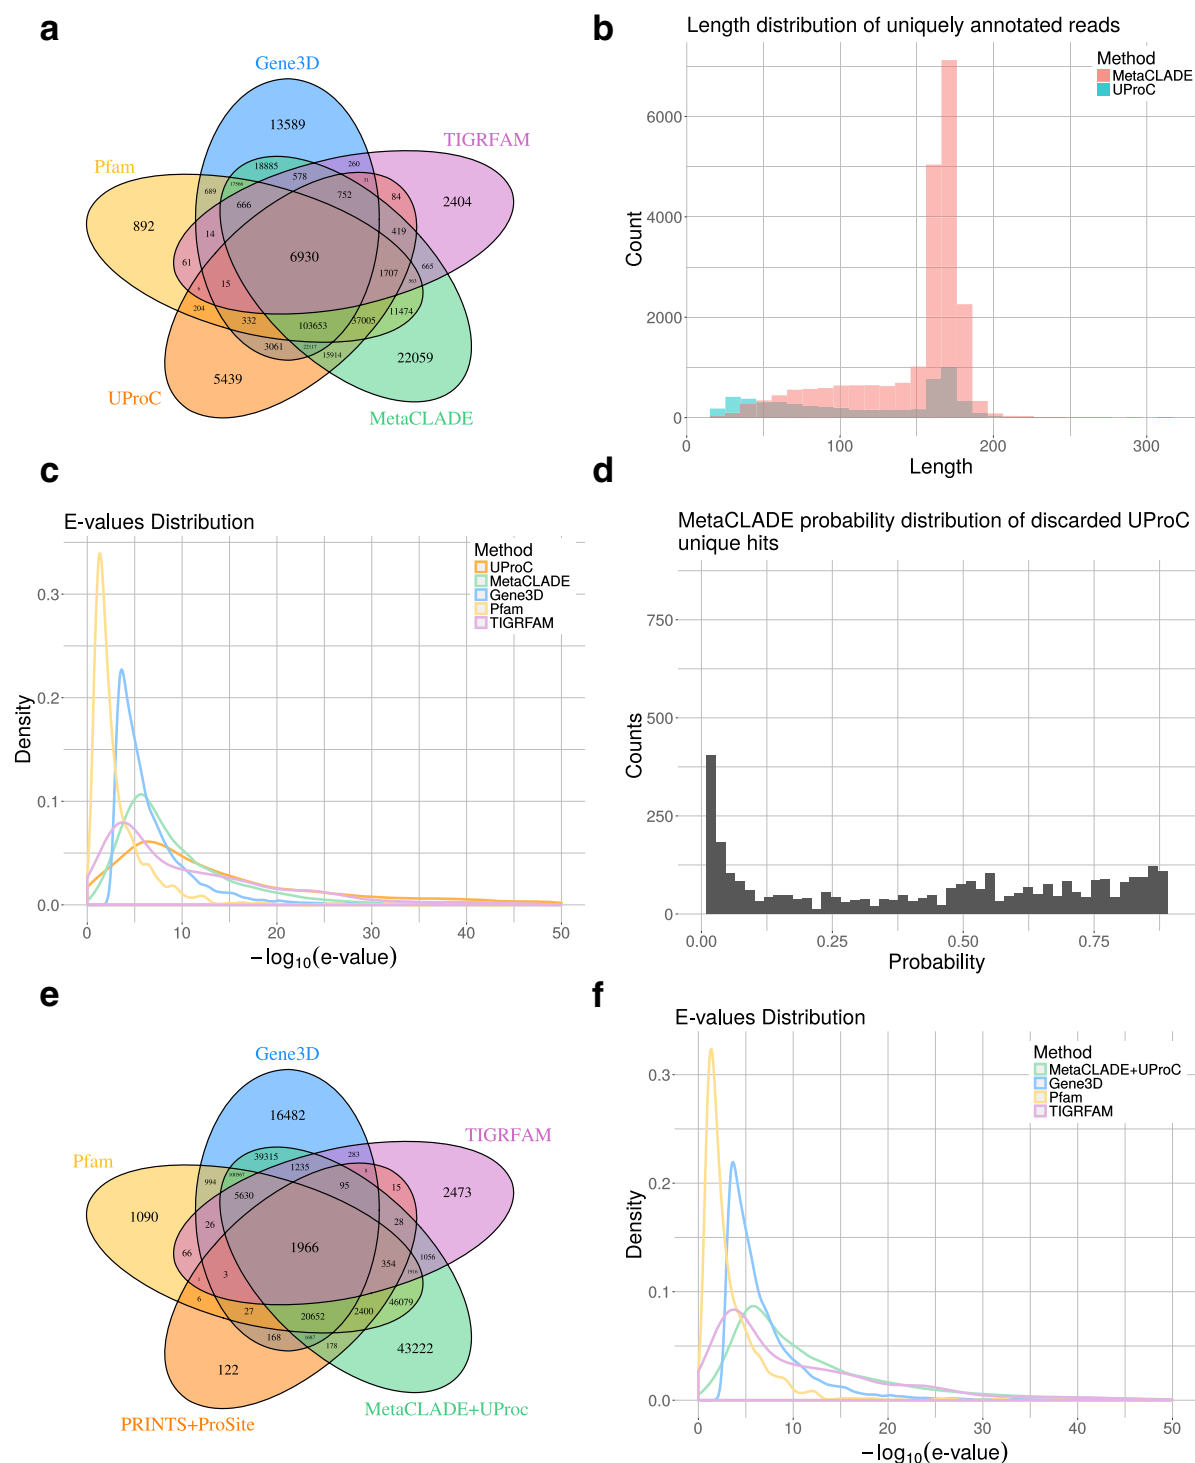 a
Gene3D
13589
TIGRFAM
Pfam
18885
260
578
689
17566
31
666
752
84
2404
892
14
419
6930
61
665
1707
563
15
8
204
11474
332
103653
37005
3061
22317
15914
22059
5439
UProC
MetaCLADE
b
Length distribution of uniquely annotated reads
Method
MetaCLADE
UProC
6000
4000
2000
0
Count
0 100 200 300
Length
c
E-values Distribution
Method
UProC
MetaCLADE
Gene3D
Pfam
TIGRFAM
0.3
0.2
0.1
0.0
Density
0 10 20 30 40 50
−log10(e-value)
d
MetaCLADE probability distribution of discarded UProC
unique hits
750
500
250
0
Counts
0.00 0.25 0.50 0.75
Probability
e
Gene3D
16482
TIGRFAM
Pfam
39315
283
1235
994
5630
95
15
2473
1090
26
28
1966
66
1056
354
1916
3
6
46079
27
20652
2400
168
1687
178
43222
122
PRINTS+ProSite
MetaCLADE+UProc
f
E-values Distribution
Method
MetaCLADE+UProC
Gene3D
Pfam
TIGRFAM
0.3
0.2
0.1
0.0
Density
0 10 20 30 40 50
−log10(e-value)